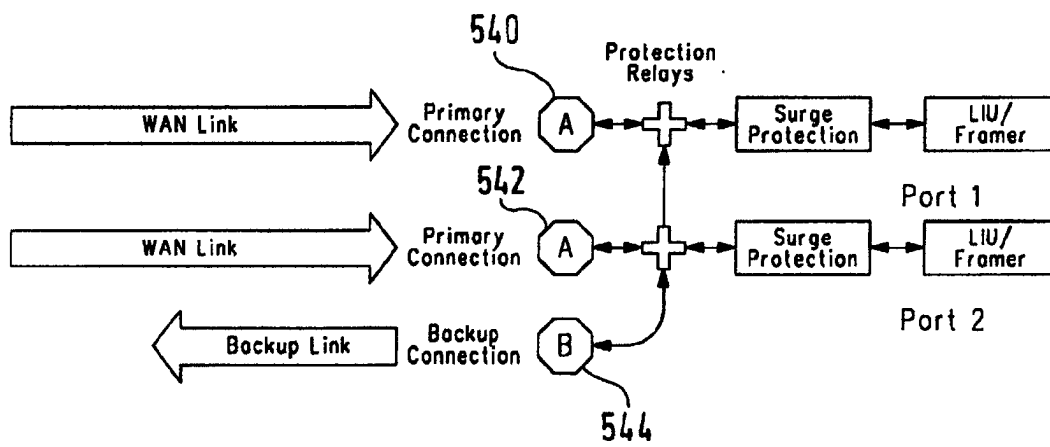 540
Protection
Relays
WAN Link
Primary
Connection
A
Surge
Protection
LIU/
Framer
Port 1
542
WAN Link
Primary
Connection
A
Surge
Protection
LIU/
Framer
Port 2
Backup Link
Backup
Connection
B
544